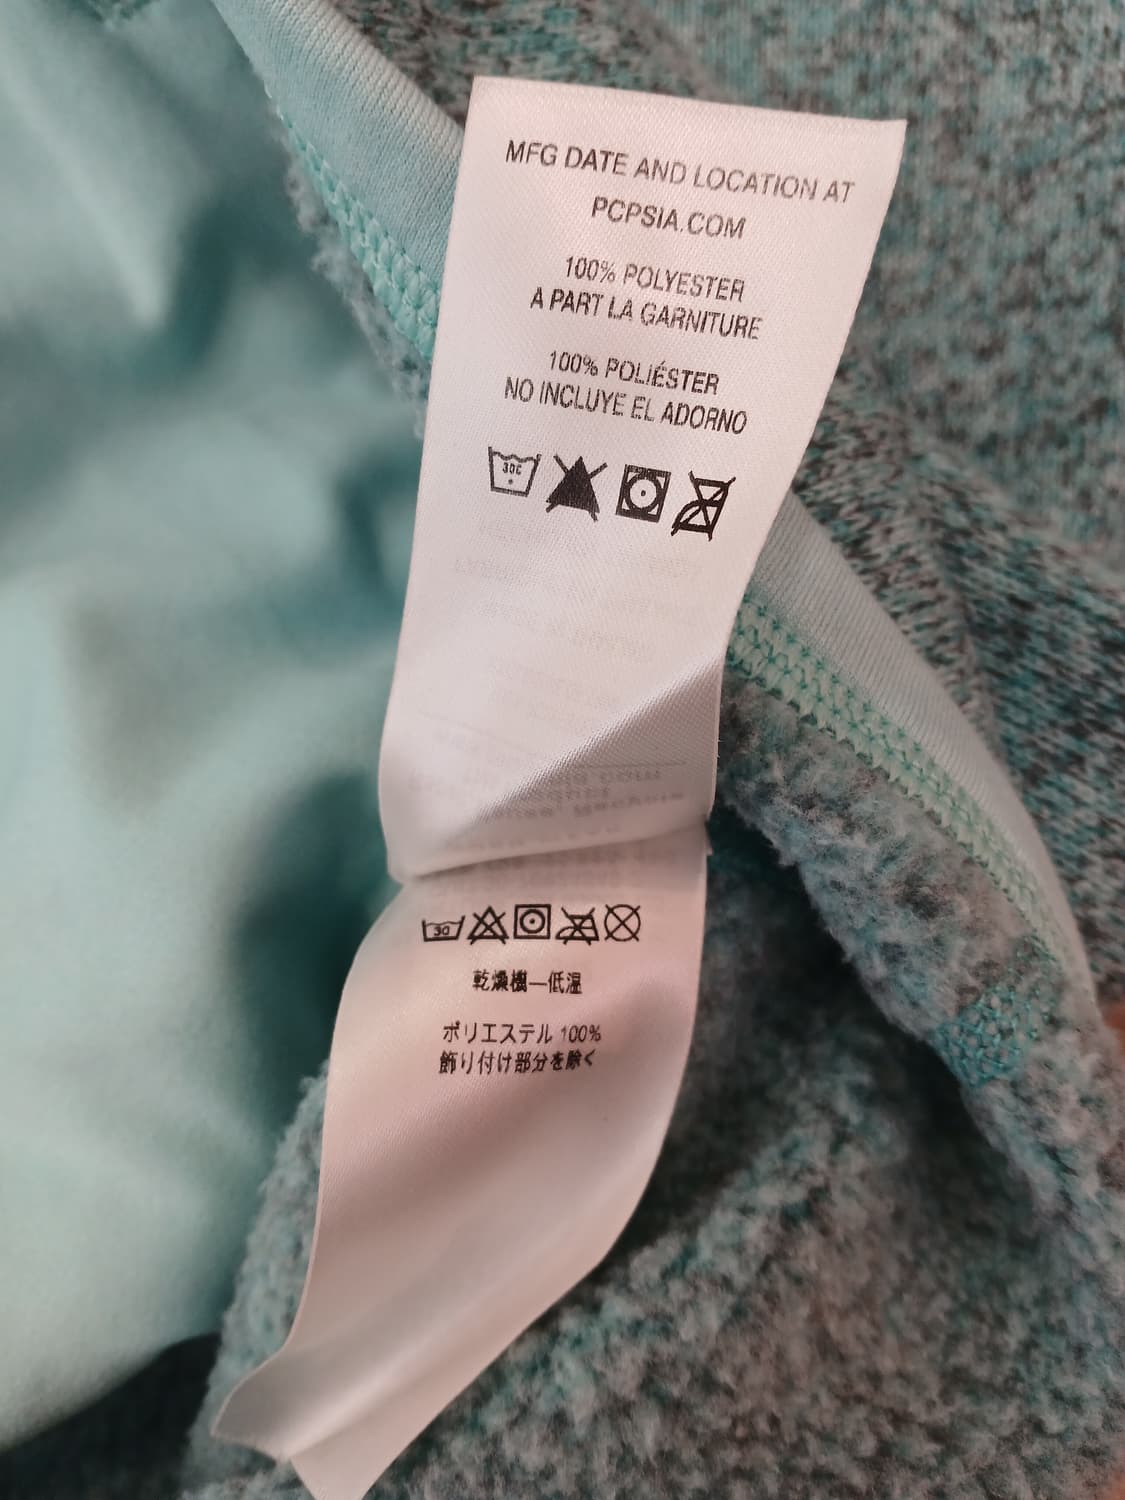 MFG DATE AND LOCATION AT
PCPSIA.COM
100% POLYESTER
A PART LA GARNITURE
100% POLIÉSTER
NO INCLUYE EL ADORNO
30C
30
乾燥機—低温
ポリエステル 100%
飾り付け部分を除く